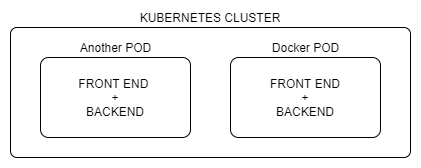 KUBERNETES CLUSTER
Another POD
Docker POD
FRONT END
+
BACKEND
FRONT END
+
BACKEND